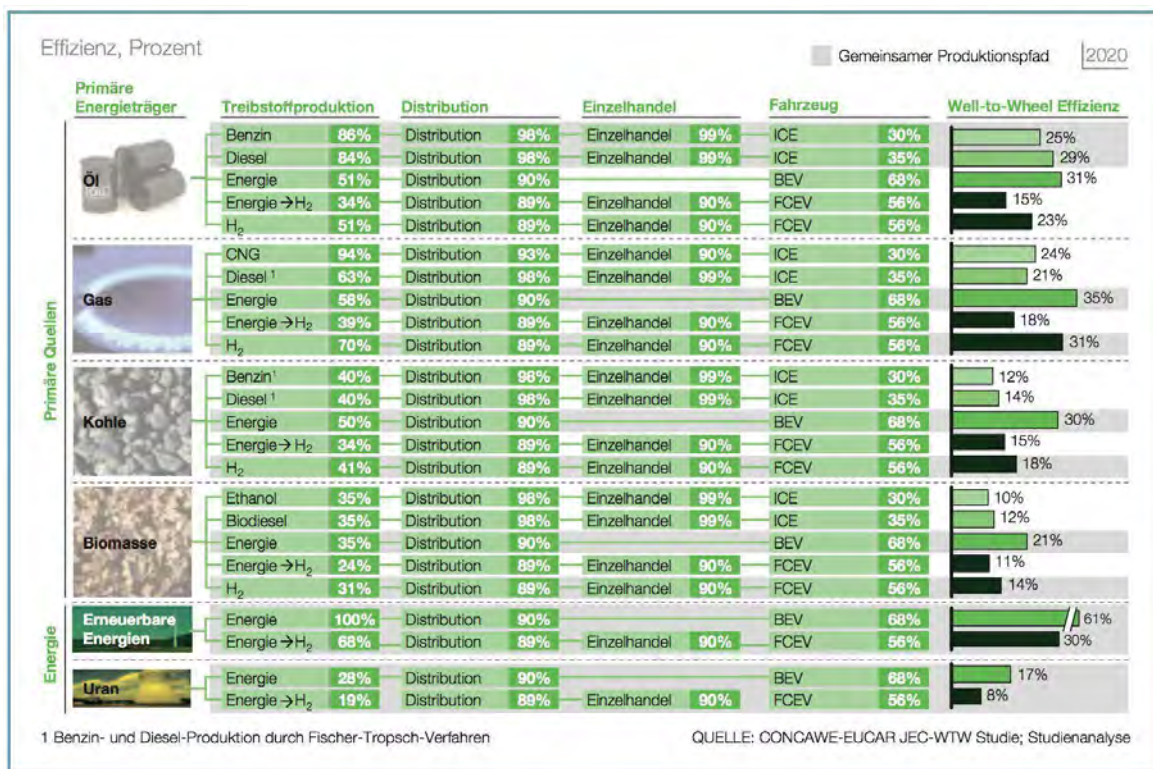 Effizienz, Prozent
Gemeinsamer Produktionspfad
2020
Primäre Energieträger Treibstoffproduktion Distribution Einzelhandel Fahrzeug Well-to-Wheel Effizienz
Primäre Quellen
Öl
Benzin 86% Distribution 98% Einzelhandel 99% ICE 30% 25%
Diesel 84% Distribution 98% Einzelhandel 99% ICE 35% 29%
Energie 51% Distribution 90% BEV 68% 31%
Energie → H₂ 34% Distribution 89% Einzelhandel 90% FCEV 56% 15%
H₂ 51% Distribution 89% Einzelhandel 90% FCEV 56% 23%
Gas
CNG 94% Distribution 93% Einzelhandel 90% ICE 30% 24%
Diesel ¹ 63% Distribution 98% Einzelhandel 99% ICE 35% 21%
Energie 58% Distribution 90% BEV 68% 35%
Energie → H₂ 39% Distribution 89% Einzelhandel 90% FCEV 56% 18%
H₂ 70% Distribution 89% Einzelhandel 90% FCEV 56% 31%
Kohle
Benzin¹ 40% Distribution 98% Einzelhandel 99% ICE 30% 12%
Diesel ¹ 40% Distribution 98% Einzelhandel 99% ICE 35% 14%
Energie 50% Distribution 90% BEV 68% 30%
Energie → H₂ 34% Distribution 89% Einzelhandel 90% FCEV 56% 15%
H₂ 41% Distribution 89% Einzelhandel 90% FCEV 56% 18%
Biomasse
Ethanol 35% Distribution 98% Einzelhandel 99% ICE 30% 10%
Biodiesel 35% Distribution 98% Einzelhandel 99% ICE 35% 12%
Energie 35% Distribution 90% BEV 68% 21%
Energie → H₂ 24% Distribution 89% Einzelhandel 90% FCEV 56% 11%
H₂ 31% Distribution 89% Einzelhandel 90% FCEV 56% 14%
Energie
Erneuerbare Energien
Energie 100% Distribution 90% BEV 68% 61%
Energie → H₂ 68% Distribution 89% Einzelhandel 90% FCEV 56% 30%
Uran
Energie 28% Distribution 90% BEV 68% 17%
Energie → H₂ 19% Distribution 89% Einzelhandel 90% FCEV 56% 8%
1 Benzin- und Diesel-Produktion durch Fischer-Tropsch-Verfahren
QUELLE: CONCAWE-EUCAR JEC-WTW Studie; Studienanalyse